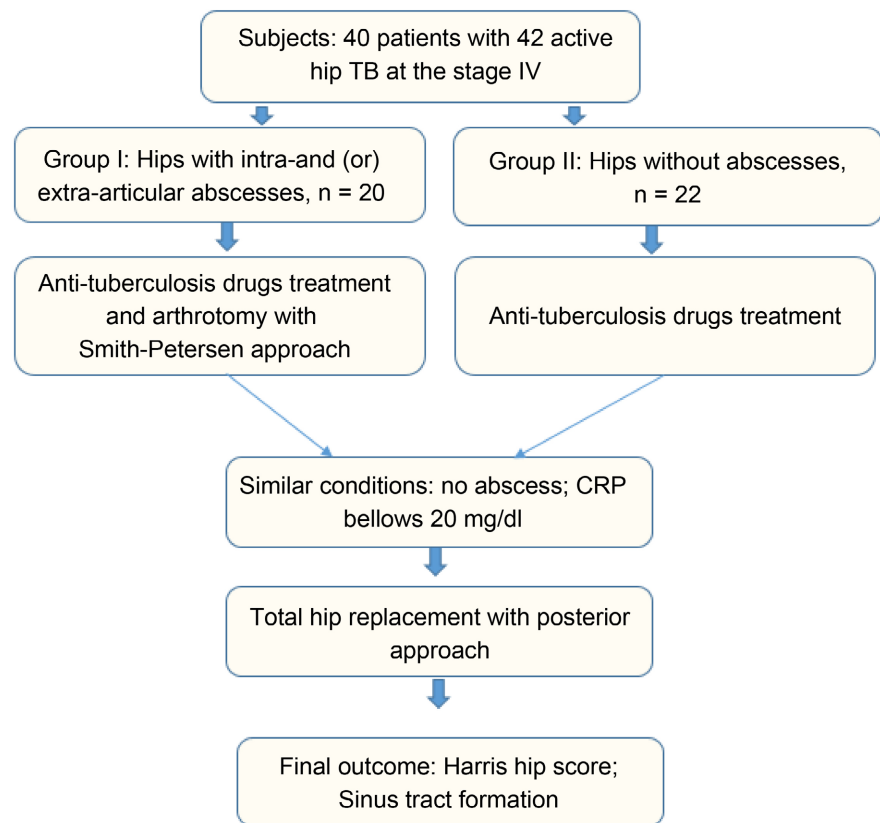 Subjects: 40 patients with 42 active
hip TB at the stage IV
Group I: Hips with intra-and (or)
extra-articular abscesses, n = 20
Group II: Hips without abscesses,
n = 22
Anti-tuberculosis drugs treatment
and arthrotomy with
Smith-Petersen approach
Anti-tuberculosis drugs treatment
Similar conditions: no abscess; CRP
bellows 20 mg/dl
Total hip replacement with posterior
approach
Final outcome: Harris hip score;
Sinus tract formation